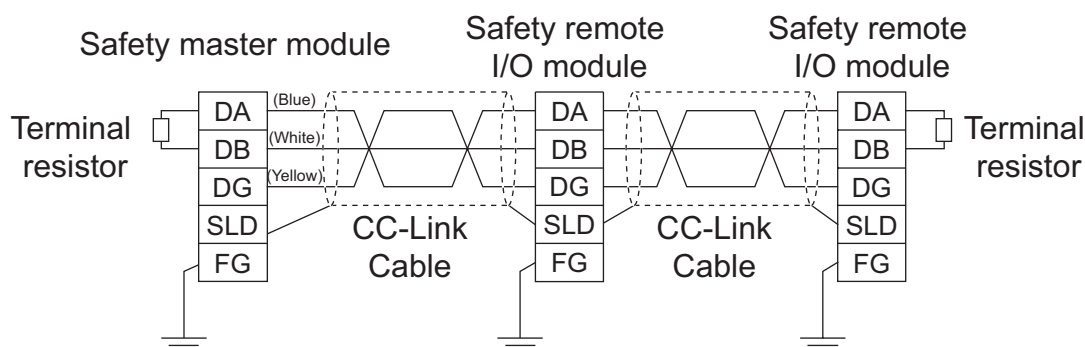 Safety master module
Safety remote
I/O module
Safety remote
I/O module
Terminal
resistor
DA
DB
DG
SLD
FG
(Blue)
(White)
(Yellow)
CC-Link
Cable
DA
DB
DG
SLD
FG
CC-Link
Cable
DA
DB
DG
SLD
FG
Terminal
resistor